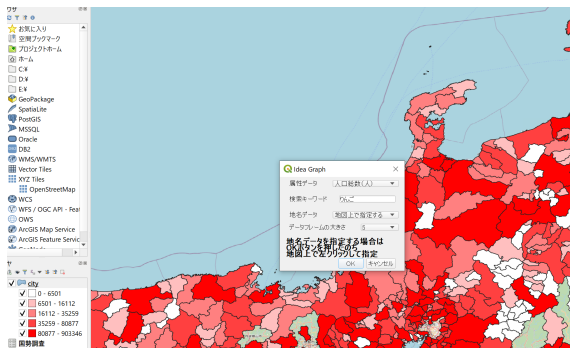 お気に入り
空間ブックマーク
プロジェクトホーム
ホーム
C:¥
D:¥
E:¥
GeoPackage
SpatiaLite
PostGIS
MSSQL
Oracle
DB2
WMS/WMTS
Vector Tiles
XYZ Tiles
OpenStreetMap
WCS
WFS / OGC API - Feat
OWS
ArcGIS Map Service
ArcGIS Feature Servic
city
0 - 6501
6501 - 16112
16112 - 35259
35259 - 80877
80877 - 903346
国勢調査
Idea Graph
属性データ 人口総数(人)
検索キーワード りんご
地名データ 地図上で指定する
データフレームの大きさ 5
地名データを指定する場合は
OKボタンを押してのち
地図上で左クリックして指定
OK キャンセル